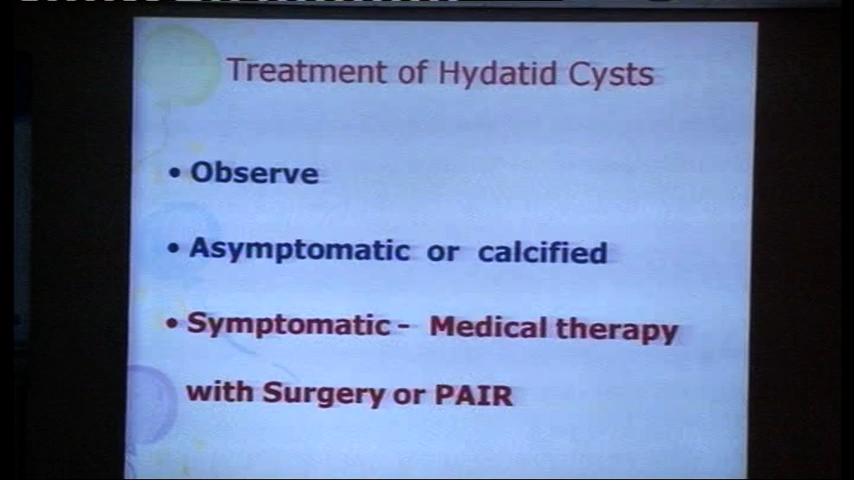 Treatment of Hydatid Cysts
• Observe
• Asymptomatic or calcified
• Symptomatic - Medical therapy
with Surgery or PAIR